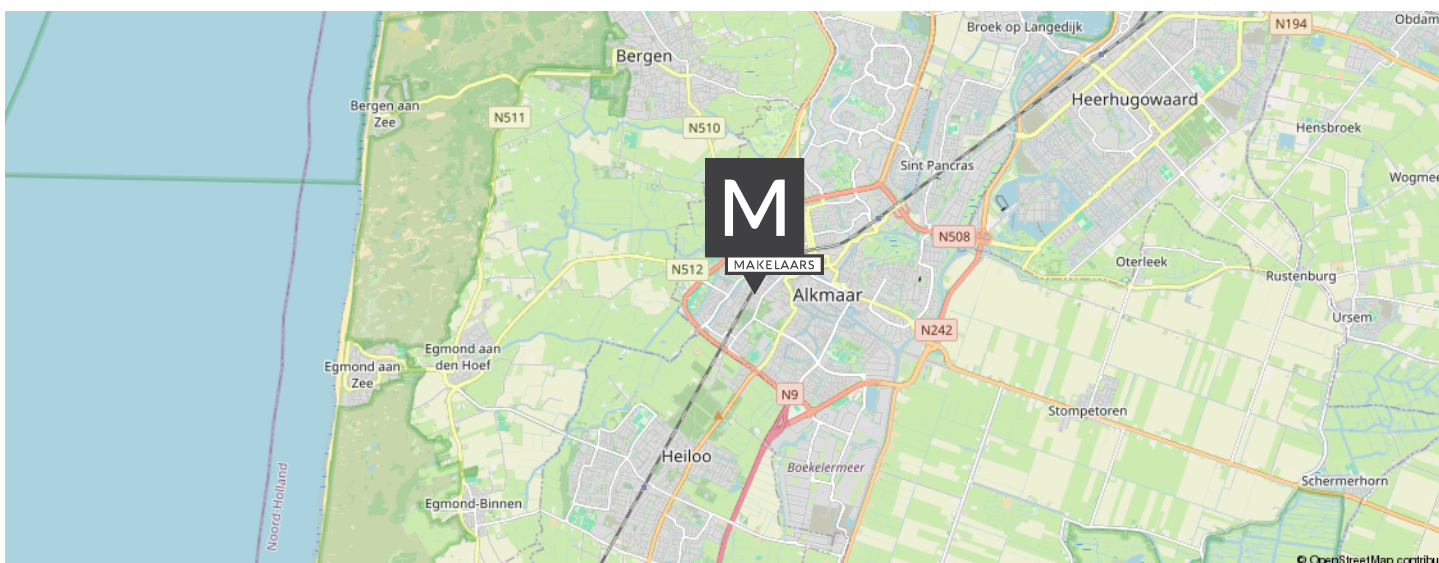 Obdam
N194
Broek op Langedijk
Bergen
Bergen aan
Zee
Heerhugowaard
N511
N510
Hensbroek
Sint Pancras
Wogmee
M
N508
MAKELAARS
N512
Oterleek
Rustenburg
Alkmaar
Ursem
N242
Egmond aan
den Hoef
Egmond aan
Zee
N9
Stompetoren
Heiloo
Boekelermeer
Schermerhorn
Egmond-Binnen
Noord-Holland
© OpenStreetMap contribu